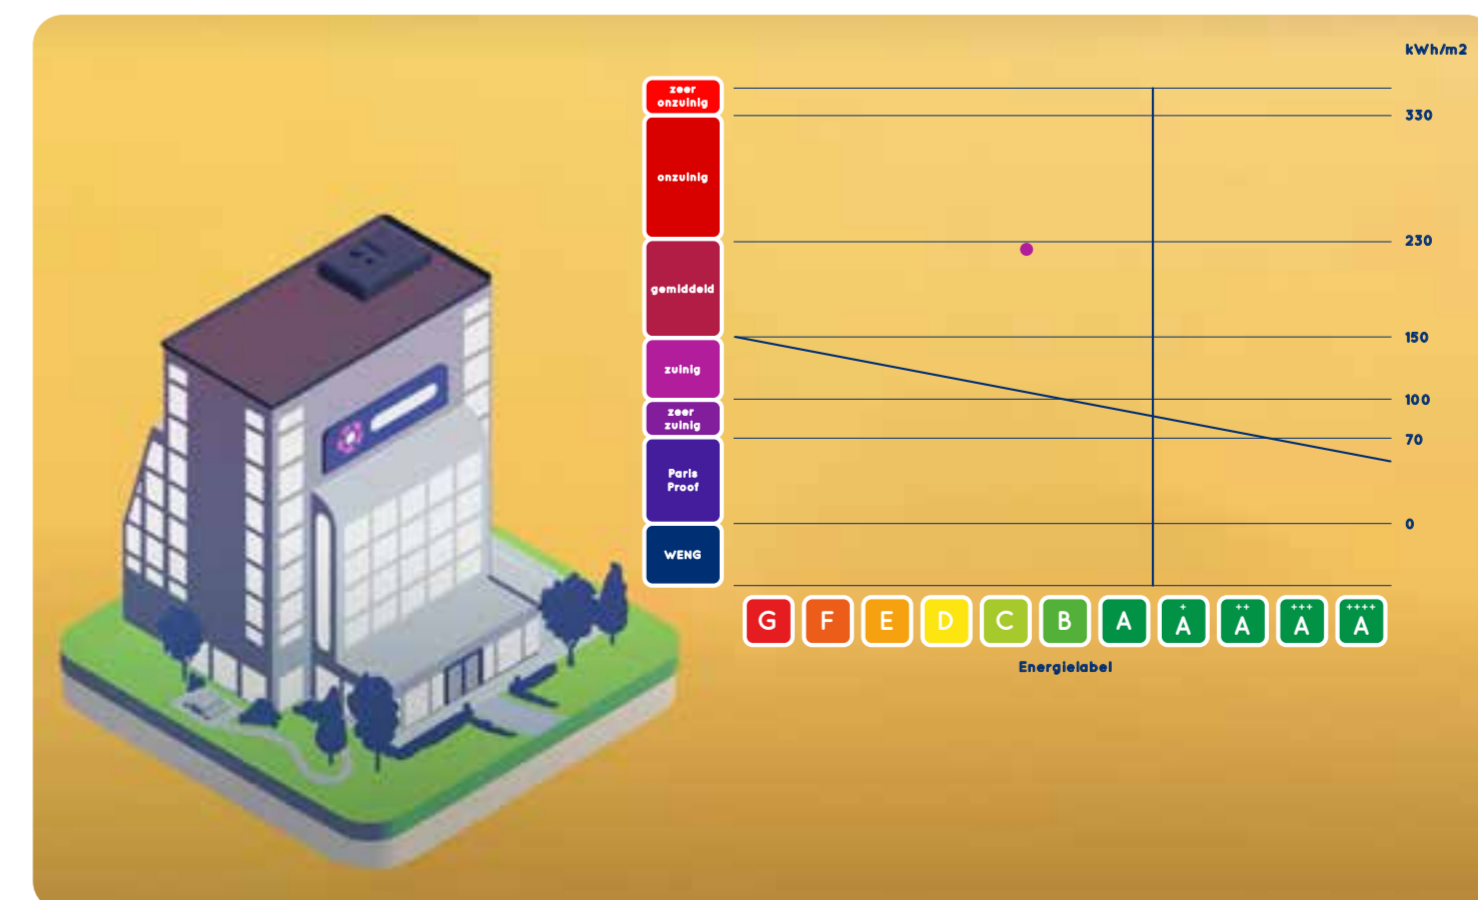 kWh/m2
zeer
onzuinig
330
onzuinig
230
gemiddeld
150
zuinig
100
zeer
zuinig
70
Paris
Proof
0
WENG
G F E D C B A A+ A++ A+++ A++++
Energielabel